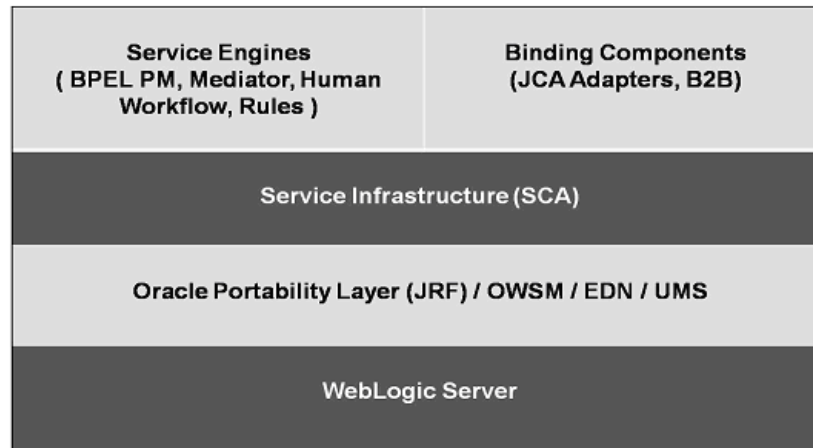 Service Engines
( BPEL PM, Mediator, Human
Workflow, Rules )
Binding Components
(JCA Adapters, B2B)
Service Infrastructure (SCA)
Oracle Portability Layer (JRF) / OWSM / EDN / UMS
WebLogic Server